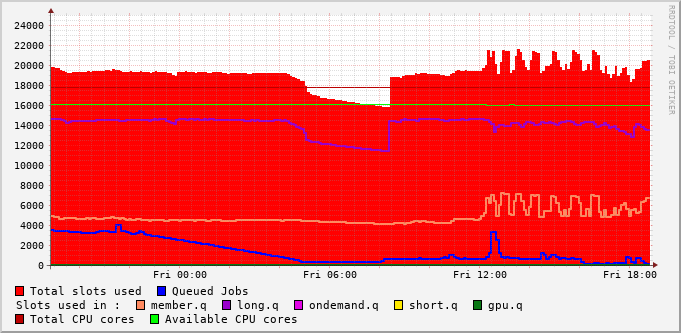 RRDTOOL / TOBI OETIKER
24000
22000
20000
18000
16000
14000
12000
10000
8000
6000
4000
2000
0
Fri 00:00 Fri 06:00 Fri 12:00 Fri 18:00
Total slots used Queued Jobs
Slots used in : member.q long.q ondemand.q short.q gpu.q
Total CPU cores Available CPU cores